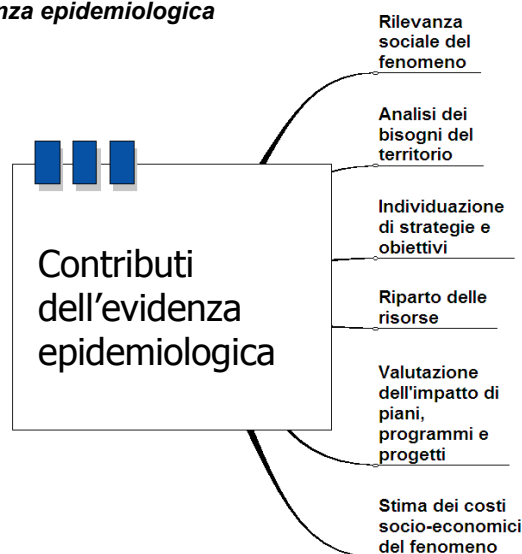 epidemiologica
Rilevanza
sociale del
fenomeno
Analisi dei
bisogni del
territorio
Individuazione
di strategie e
obiettivi
Contributi
dell’evidenza
epidemiologica
Riparto delle
risorse
Valutazione
dell'impatto di
piani,
programmi e
progetti
Stima dei costi
socio-economici
del fenomeno